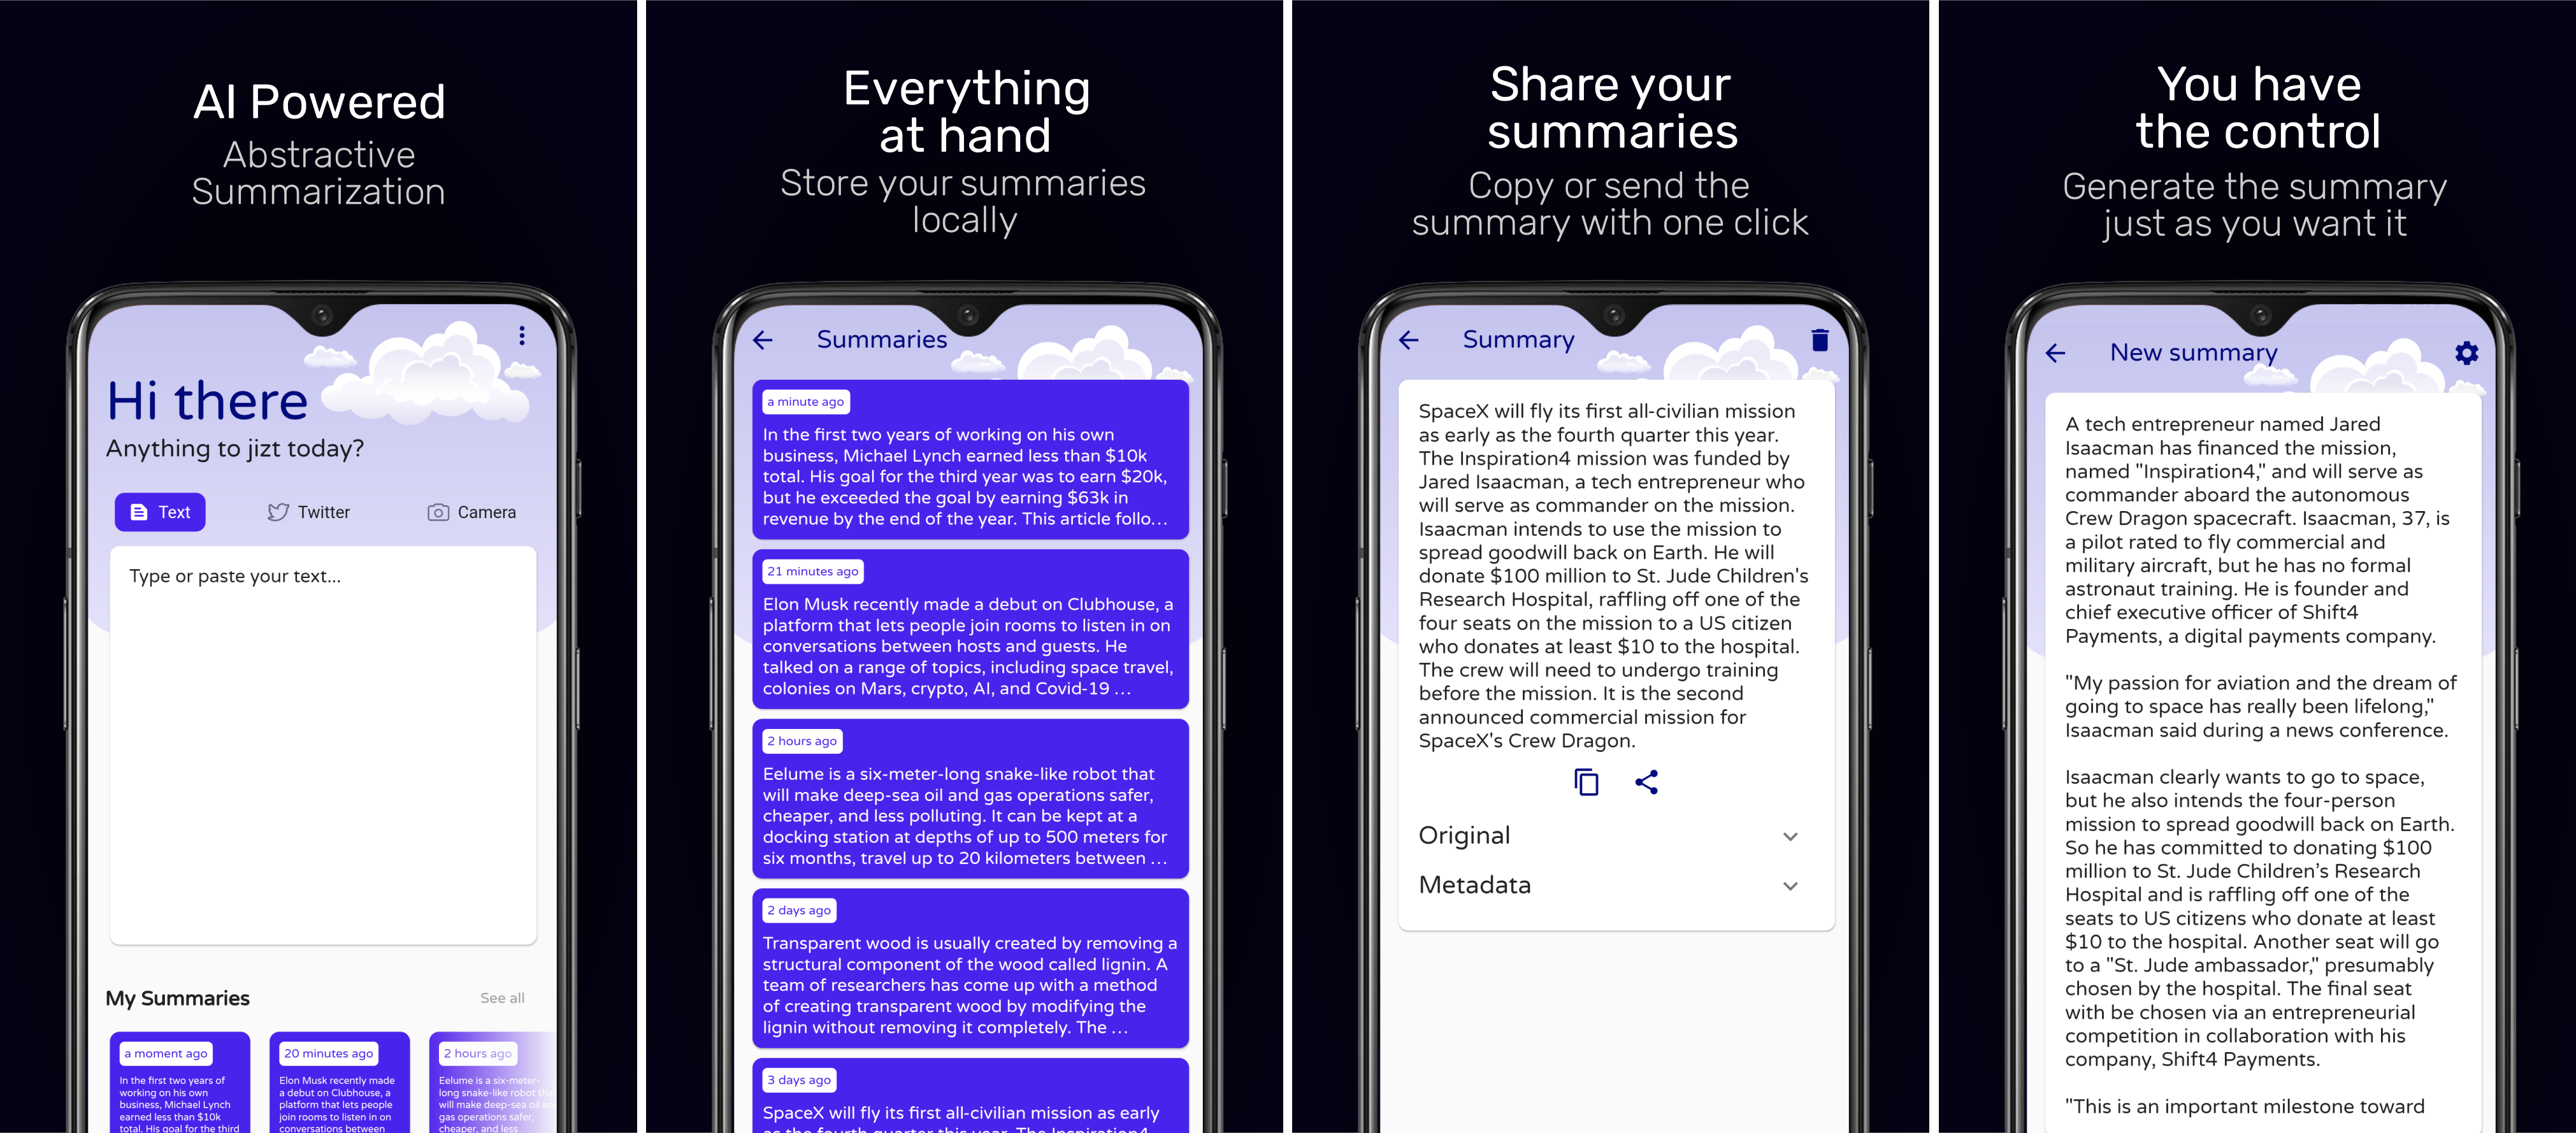 AI Powered
Abstractive
Summarization
Hi there
Anything to jizt today?
Text
Twitter
Camera
Type or paste your text...
My Summaries
See all
a moment ago
In the first two years of
working on his own
business, Michael Lynch
earned less than $10k
total. His goal for the third
20 minutes ago
Elon Musk recently made
a debut on Clubhouse, a
platform that lets people
join rooms to listen in on
conversations between
2 hours ago
Eelume is a six-meter-
long snake-like robot
will make deep-sea oil
gas operations safer,
cheaper, and less
Everything
at hand
Store your summaries
locally
Summaries
a minute ago
In the first two years of working on his own
business, Michael Lynch earned less than $10k
total. His goal for the third year was to earn $20k,
but he exceeded the goal by earning $63k in
revenue by the end of the year. This article follo...
21 minutes ago
Elon Musk recently made a debut on Clubhouse, a
platform that lets people join rooms to listen in on
conversations between hosts and guests. He
talked on a range of topics, including space travel,
colonies on Mars, crypto, AI, and Covid-19 ...
2 hours ago
Eelume is a six-meter-long snake-like robot that
will make deep-sea oil and gas operations safer,
cheaper, and less polluting. It can be kept at a
docking station at depths of up to 500 meters for
six months, travel up to 20 kilometers between ...
2 days ago
Transparent wood is usually created by removing a
structural component of the wood called lignin. A
team of researchers has come up with a method
of creating transparent wood by modifying the
lignin without removing it completely. The ...
3 days ago
SpaceX will fly its first all-civilian mission as early
as the fourth quarter this year. The Inspiration4
Share your
summaries
Copy or send the
summary with one click
Summary
SpaceX will fly its first all-civilian mission
as early as the fourth quarter this year.
The Inspiration4 mission was funded by
Jared Isaacman, a tech entrepreneur who
will serve as commander on the mission.
Isaacman intends to use the mission to
spread goodwill back on Earth. He will
donate $100 million to St. Jude Children's
Research Hospital, raffling off one of the
four seats on the mission to a US citizen
who donates at least $10 to the hospital.
The crew will need to undergo training
before the mission. It is the second
announced commercial mission for
SpaceX's Crew Dragon.
Original
Metadata
You have
the control
Generate the summary
just as you want it
New summary
A tech entrepreneur named Jared
Isaacman has financed the mission,
named "Inspiration4," and will serve as
commander aboard the autonomous
Crew Dragon spacecraft. Isaacman, 37, is
a pilot rated to fly commercial and
military aircraft, but he has no formal
astronaut training. He is founder and
chief executive officer of Shift4
Payments, a digital payments company.
"My passion for aviation and the dream of
going to space has really been lifelong,"
Isaacman said during a news conference.
Isaacman clearly wants to go to space,
but he also intends the four-person
mission to spread goodwill back on Earth.
So he has committed to donating $100
million to St. Jude Children’s Research
Hospital and is raffling off one of the
seats to US citizens who donate at least
$10 to the hospital. Another seat will go
to a "St. Jude ambassador," presumably
chosen by the hospital. The final seat
with be chosen via an entrepreneurial
competition in collaboration with his
company, Shift4 Payments.
"This is an important milestone toward